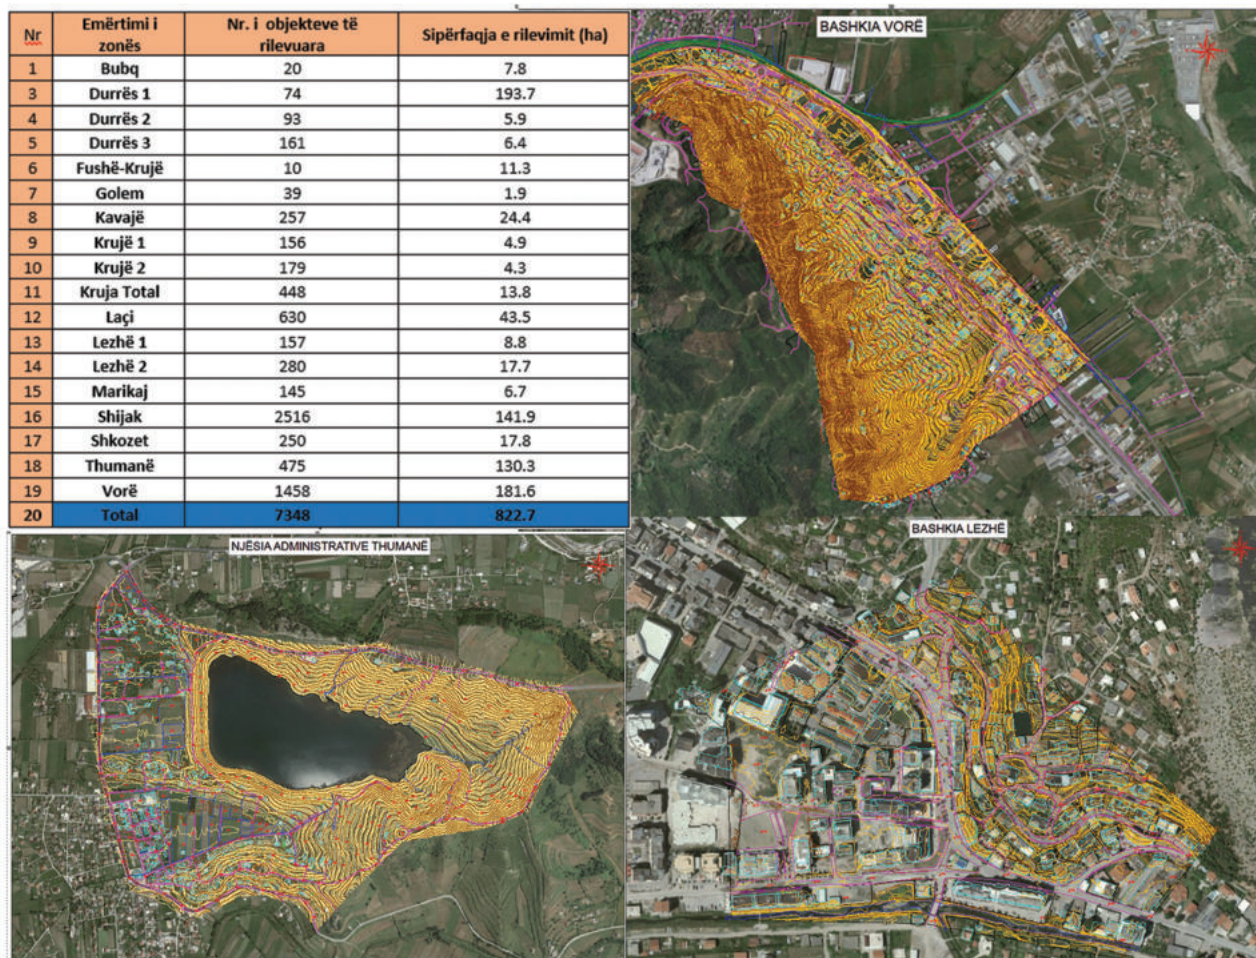 Nr Emërtimi i zonës Nr. i objekteve të rilevuara Sipërfaqja e rilevimit (ha)
1 Bubq 20 7.8
3 Durrës 1 74 193.7
4 Durrës 2 93 5.9
5 Durrës 3 161 6.4
6 Fushë-Krujë 10 11.3
7 Golem 39 1.9
8 Kavajë 257 24.4
9 Krujë 1 156 4.9
10 Krujë 2 179 4.3
11 Kruja Total 448 13.8
12 Laçi 630 43.5
13 Lezhë 1 157 8.8
14 Lezhë 2 280 17.7
15 Marikaj 145 6.7
16 Shijak 2516 141.9
17 Shkozet 250 17.8
18 Thumanë 475 130.3
19 Vorë 1458 181.6
20 Total 7348 822.7
BASHKIA VORË
NJËSIA ADMINISTRATIVE THUMANË
BASHKIA LEZHË